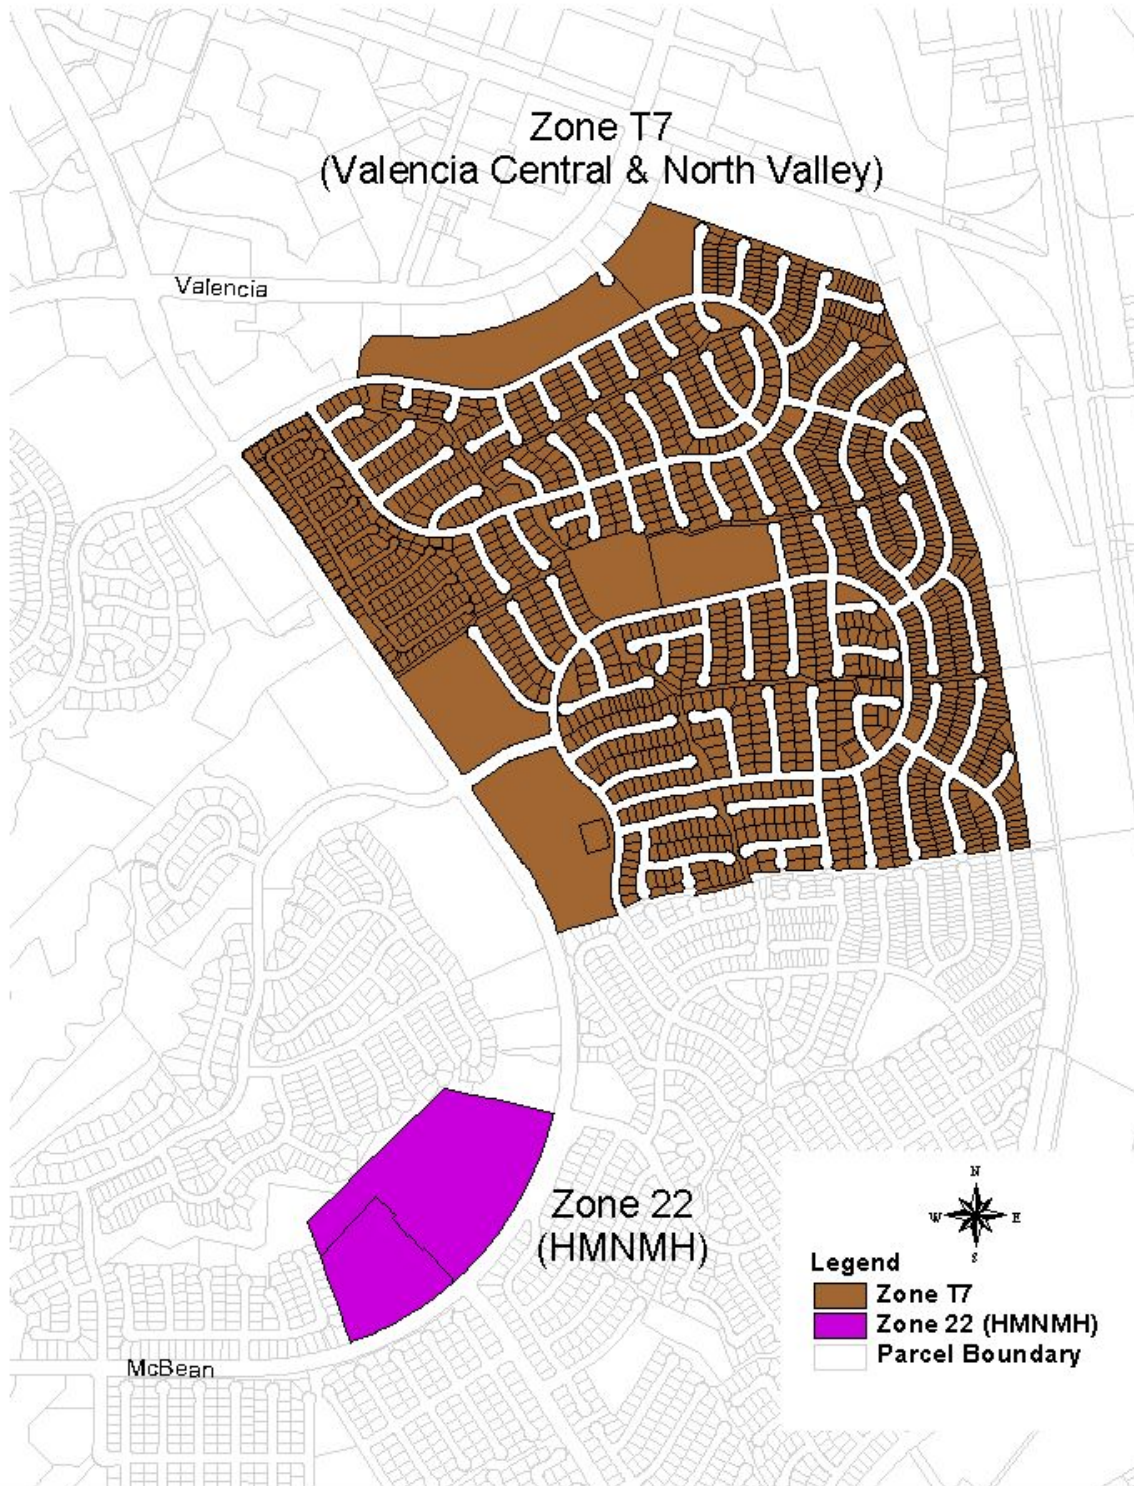 Zone T7
(Valencia Central & North Valley)
Valencia
Zone 22
(HMNMH)
McBean
N
W
E
S
Legend
Zone T7
Zone 22 (HMNMH)
Parcel Boundary